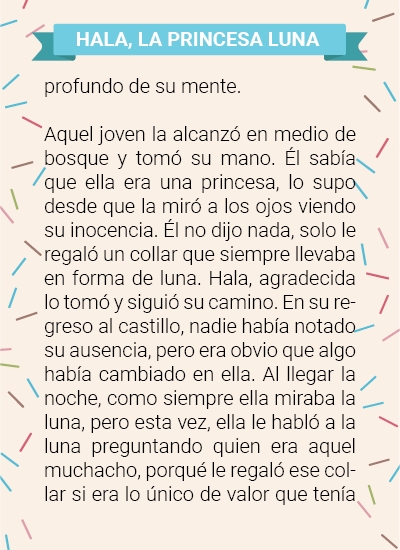 HALA, LA PRINCESA LUNA
profundo de su mente.
Aquel joven la alcanzó en medio de
bosque y tomó su mano. Él sabía
que ella era una princesa, lo supo
desde que la miró a los ojos viendo
su inocencia. Él no dijo nada, solo le
regaló un collar que siempre llevaba
en forma de luna. Hala, agradecida
lo tomó y siguió su camino. En su re-
greso al castillo, nadie había notado
su ausencia, pero era obvio que algo
había cambiado en ella. Al llegar la
noche, como siempre ella miraba la
luna, pero esta vez, ella le habló a la
luna preguntando quien era aquel
muchacho, porqué le regaló ese col-
lar si era lo único de valor que tenía